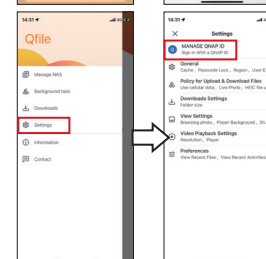 14:31
4G
Qfile
Manage NAS
Background task
Downloads
Settings
Information
Contact
14:31
Settings
MANAGE QNAP ID
Sign in With a QNAP ID
General
Cache , Passcode Lock , Region , User E
Policy for Upload & Download Files
Use cellular data , Live Photo , HEIC file u
Downloads Settings
Folder size
View Settings
Browsing photo , Player Background , Sh
Video Playback Settings
Resolution , Player
Preferences
View Recent Files , View Recent Activities